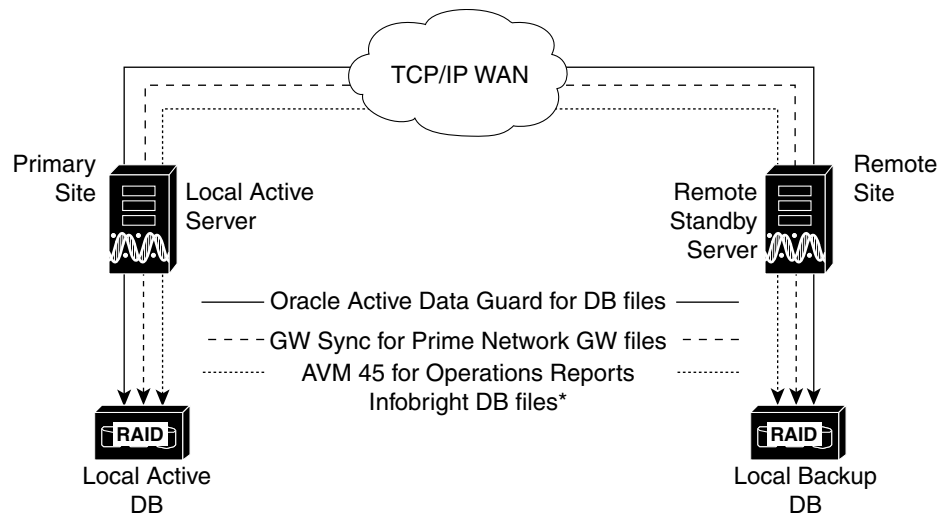 TCP/IP WAN
Primary
Site
Local Active
Server
Remote
Standby
Server
Remote
Site
Oracle Active Data Guard for DB files
GW Sync for Prime Network GW files
AVM 45 for Operations Reports
Infobright DB files*
RAID
Local Active
DB
RAID
Local Backup
DB